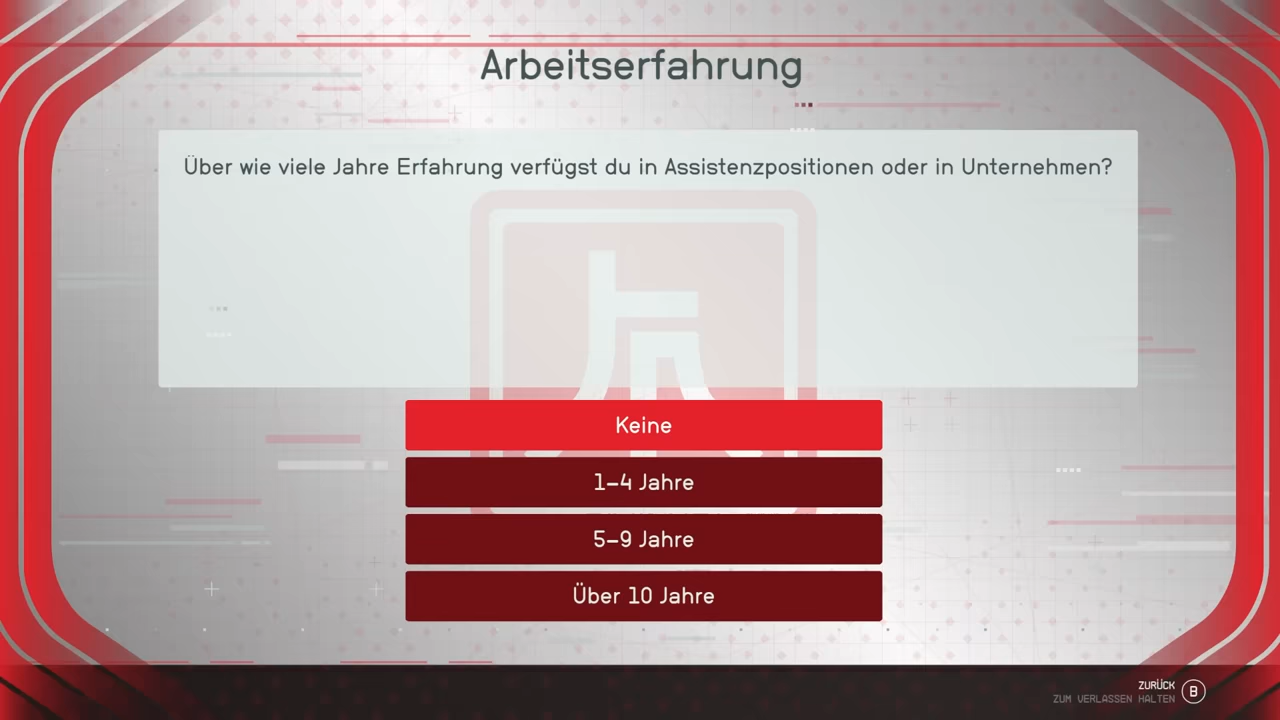 Arbeitserfahrung
Über wie viele Jahre Erfahrung verfügst du in Assistenzpositionen oder in Unternehmen?
Keine
1–4 Jahre
5–9 Jahre
Über 10 Jahre
ZURÜCK
ZUM VERLASSEN HALTEN B